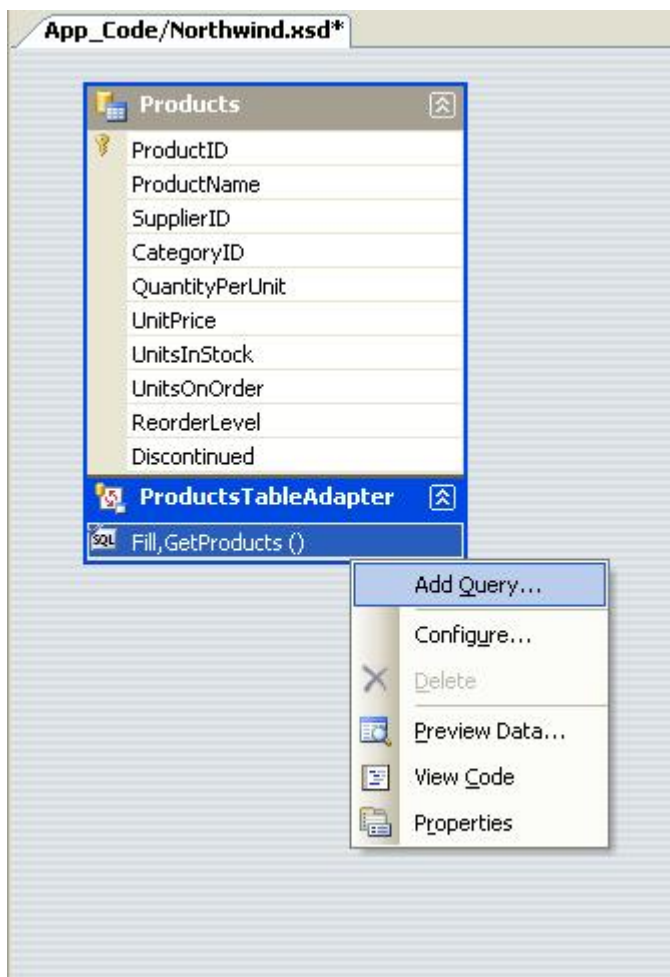 App_Code/Northwind.xsd*
Products
ProductID
ProductName
SupplierID
CategoryID
QuantityPerUnit
UnitPrice
UnitsInStock
UnitsOnOrder
ReorderLevel
Discontinued
ProductsTableAdapter
SQL Fill,GetProducts ()
Add Query...
Configure...
Delete
Preview Data...
View Code
Properties